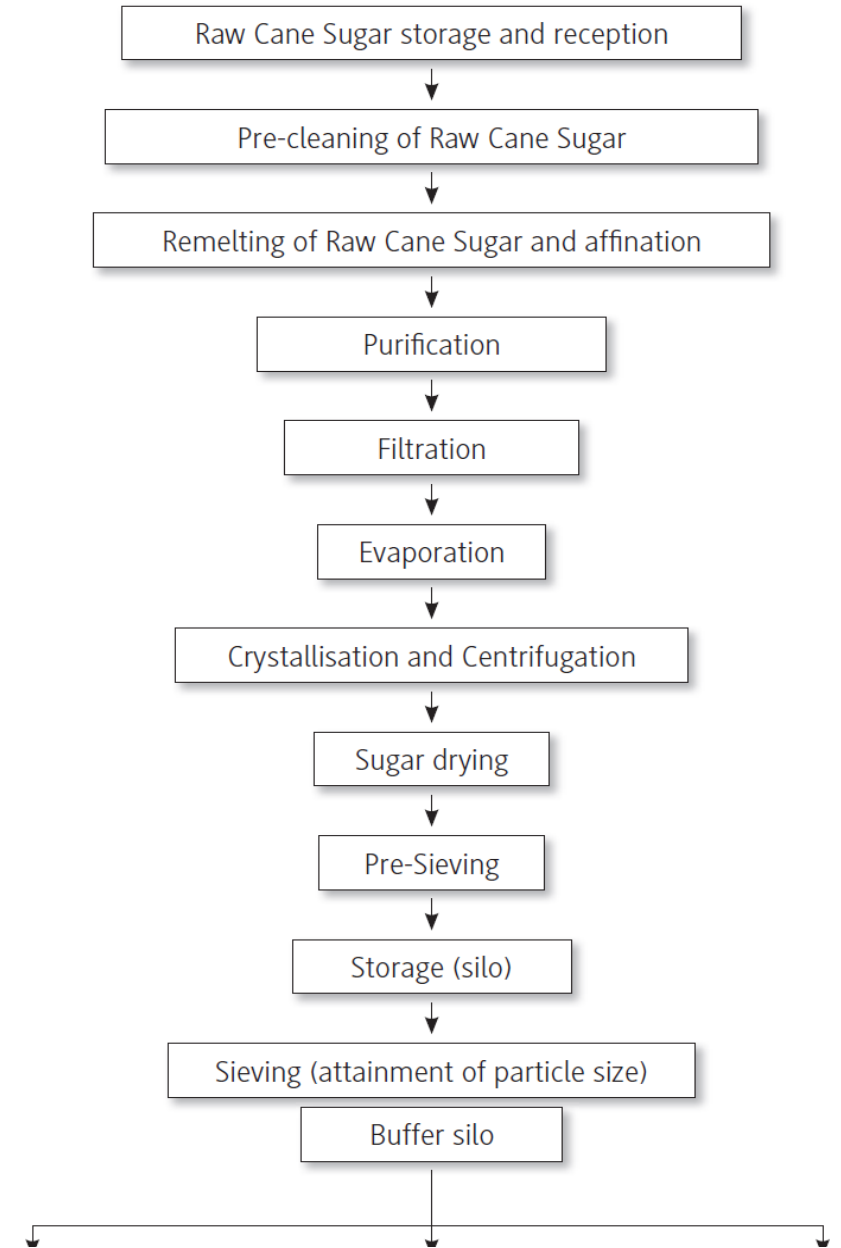 Raw Cane Sugar storage and reception
Pre-cleaning of Raw Cane Sugar
Remelting of Raw Cane Sugar and affination
Purification
Filtration
Evaporation
Crystallisation and Centrifugation
Sugar drying
Pre-Sieving
Storage (silo)
Sieving (attainment of particle size)
Buffer silo